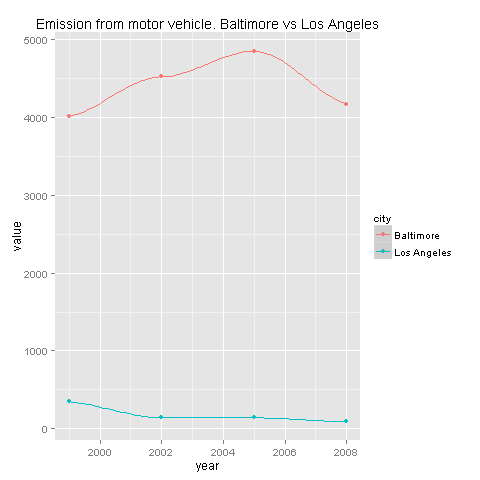 Emission from motor vehicle. Baltimore vs Los Angeles
5000
4000
3000
2000
1000
0
value
2000 2002 2004 2006 2008
year
city
Baltimore
Los Angeles